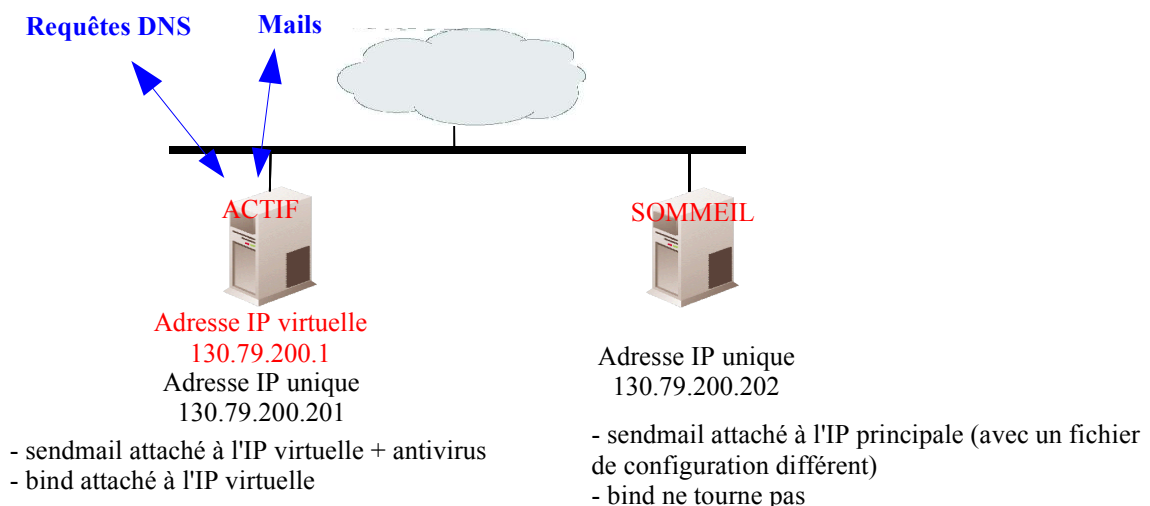 Requêtes DNS
Mails
ACTIF
SOMMEIL
Adresse IP virtuelle
130.79.200.1
Adresse IP unique
130.79.200.201
- sendmail attaché à l'IP virtuelle + antivirus
- bind attaché à l'IP virtuelle
Adresse IP unique
130.79.200.202
- sendmail attaché à l'IP principale (avec un fichier
de configuration différent)
- bind ne tourne pas